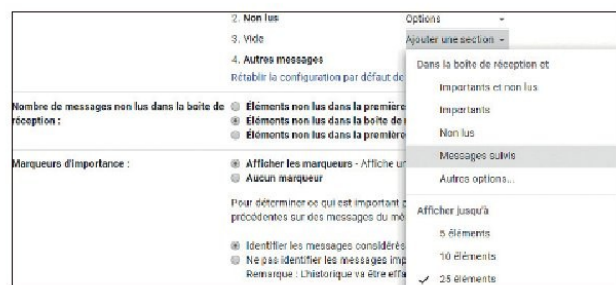 2. Non lus Options
3. Vide Ajouter une section
4. Autres messages
Rétablir la configuration par défaut de
Nombre de messages non lus dans la boîte de réception :
Éléments non lus dans la première
Éléments non lus dans la boîte de
Éléments non lus dans la première
Marqueurs d'importance :
Afficher les marqueurs - Affiche un
Aucun marqueur
Pour déterminer ce qui est important
précédentes sur des messages du mê
Identifier les messages considérés
Ne pas identifier les messages imp
Remarque : L'historique va être effa
Dans la boîte de réception et
Importants et non lus
Importants
Non lus
Messages suivis
Autres options...
Afficher jusqu'à
5 éléments
10 éléments
25 éléments